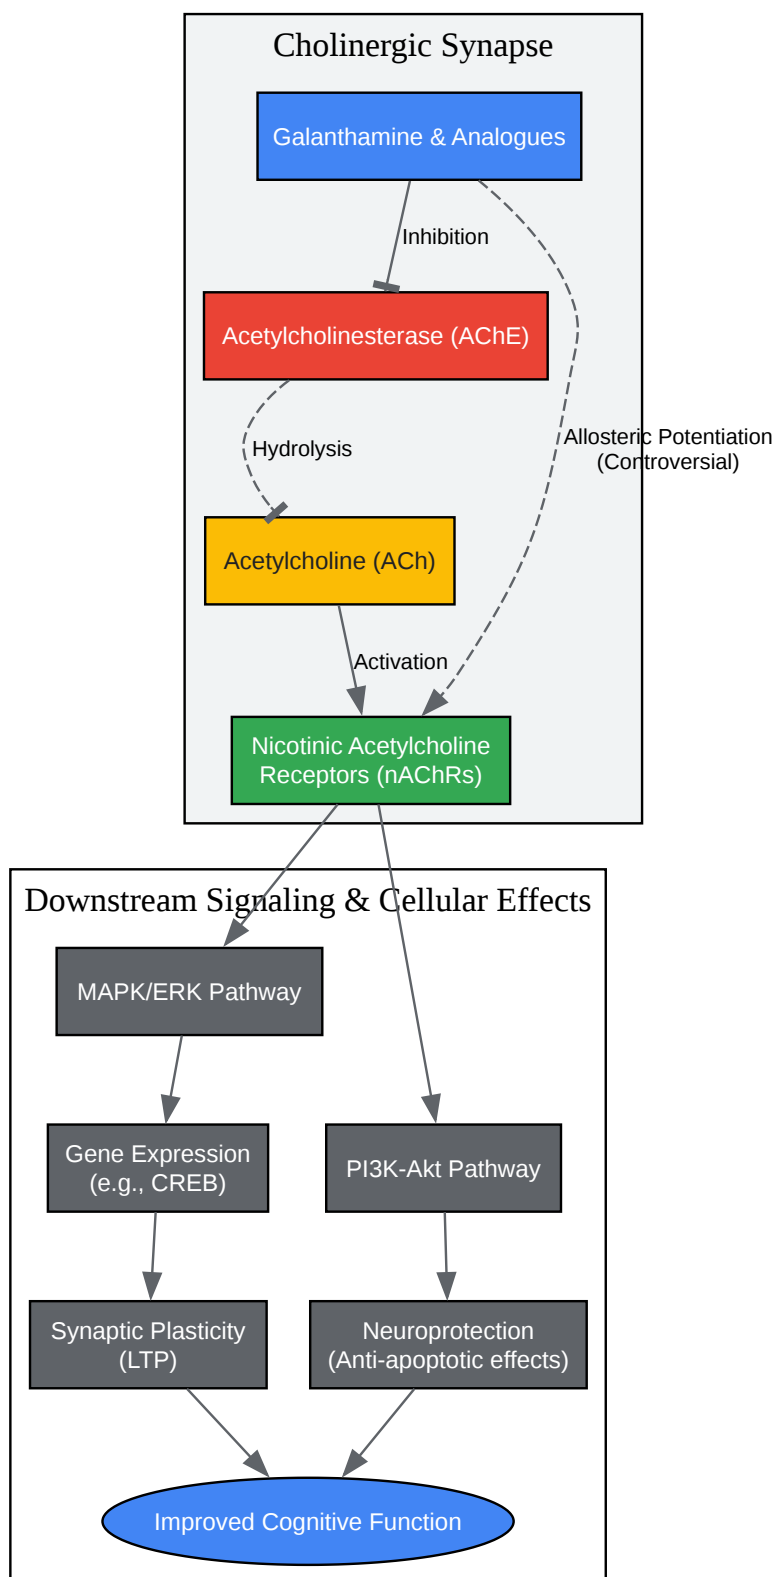 Cholinergic Synapse
Galanthamine & Analogues
Inhibition
Acetylcholinesterase (AChE)
Allosteric Potentiation
(Controversial)
Hydrolysis
Acetylcholine (ACh)
Activation
Nicotinic Acetylcholine
Receptors (nAChRs)
Downstream Signaling & Cellular Effects
MAPK/ERK Pathway
Gene Expression
(e.g., CREB)
PI3K-Akt Pathway
Synaptic Plasticity
(LTP)
Neuroprotection
(Anti-apoptotic effects)
Improved Cognitive Function